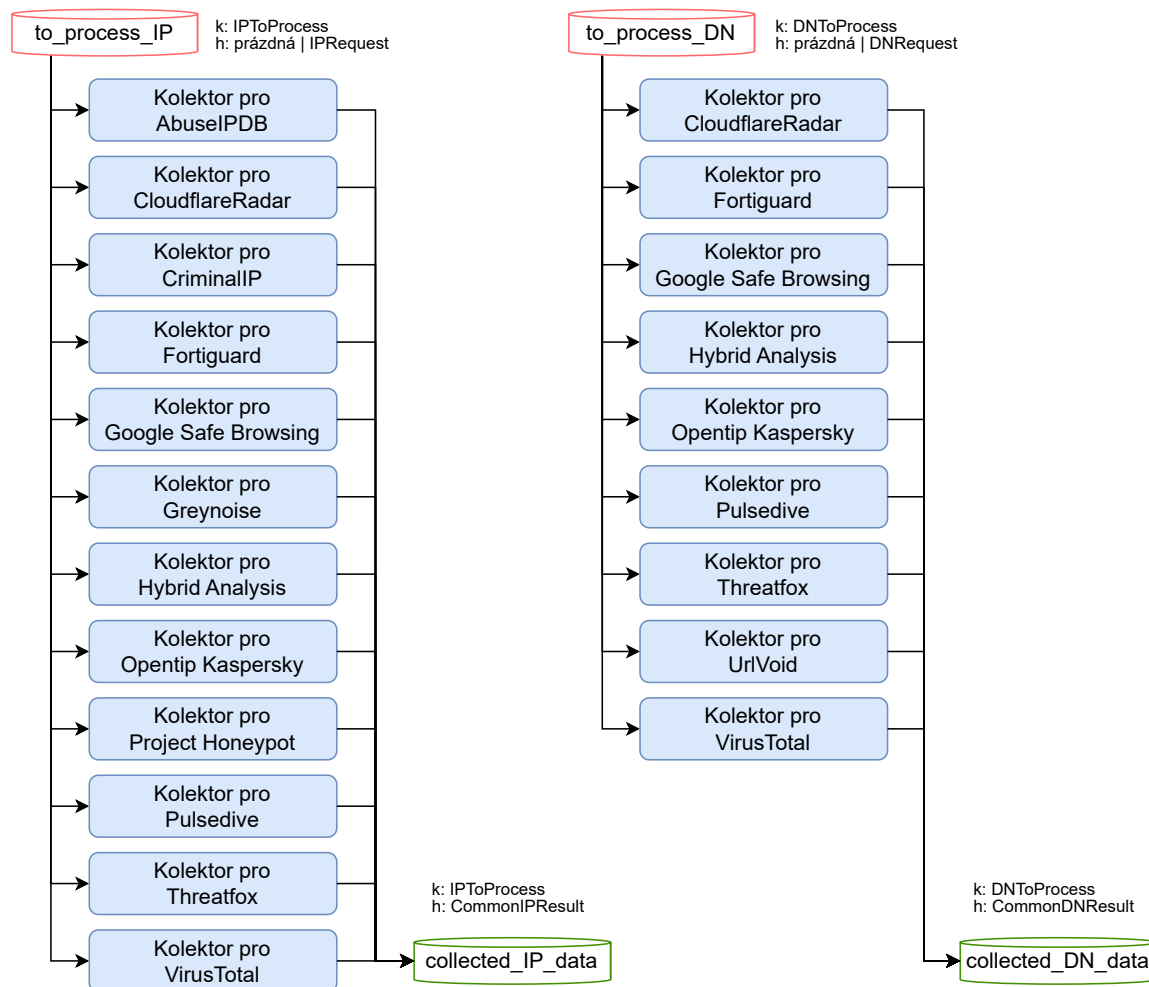 to_process_IP
k: IPToProcess
h: prázdná | IPRequest
Kolektor pro
AbuseIPDB
Kolektor pro
CloudflareRadar
Kolektor pro
CriminalIP
Kolektor pro
Fortiguard
Kolektor pro
Google Safe Browsing
Kolektor pro
Greynoise
Kolektor pro
Hybrid Analysis
Kolektor pro
Opentip Kaspersky
Kolektor pro
Project Honeypot
Kolektor pro
Pulsedive
Kolektor pro
Threatfox
Kolektor pro
VirusTotal
k: IPToProcess
h: CommonIPResult
collected_IP_data
to_process_DN
k: DNToProcess
h: prázdná | DNRequest
Kolektor pro
CloudflareRadar
Kolektor pro
Fortiguard
Kolektor pro
Google Safe Browsing
Kolektor pro
Hybrid Analysis
Kolektor pro
Opentip Kaspersky
Kolektor pro
Pulsedive
Kolektor pro
Threatfox
Kolektor pro
UrlVoid
Kolektor pro
VirusTotal
k: DNToProcess
h: CommonDNResult
collected_DN_data